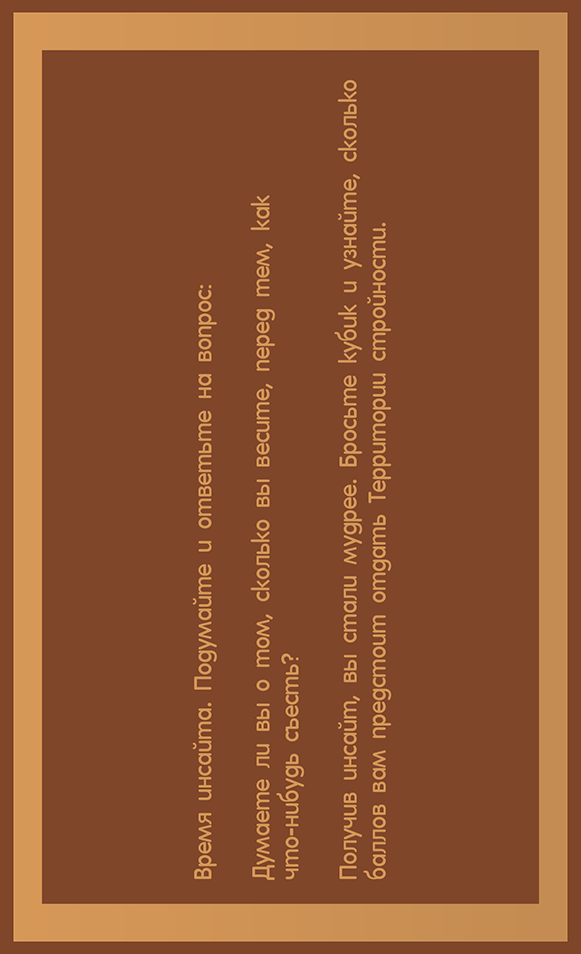 Время инсайта. Подумайте и ответьте на вопрос:
Думаете ли вы о том, сколько вы весите, перед тем, как
что-нибудь съесть?
Получив инсайт, вы стали мудрее. Бросьте кубик и узнайте, сколько
баллов вам предстоит отдать Территории стройности.